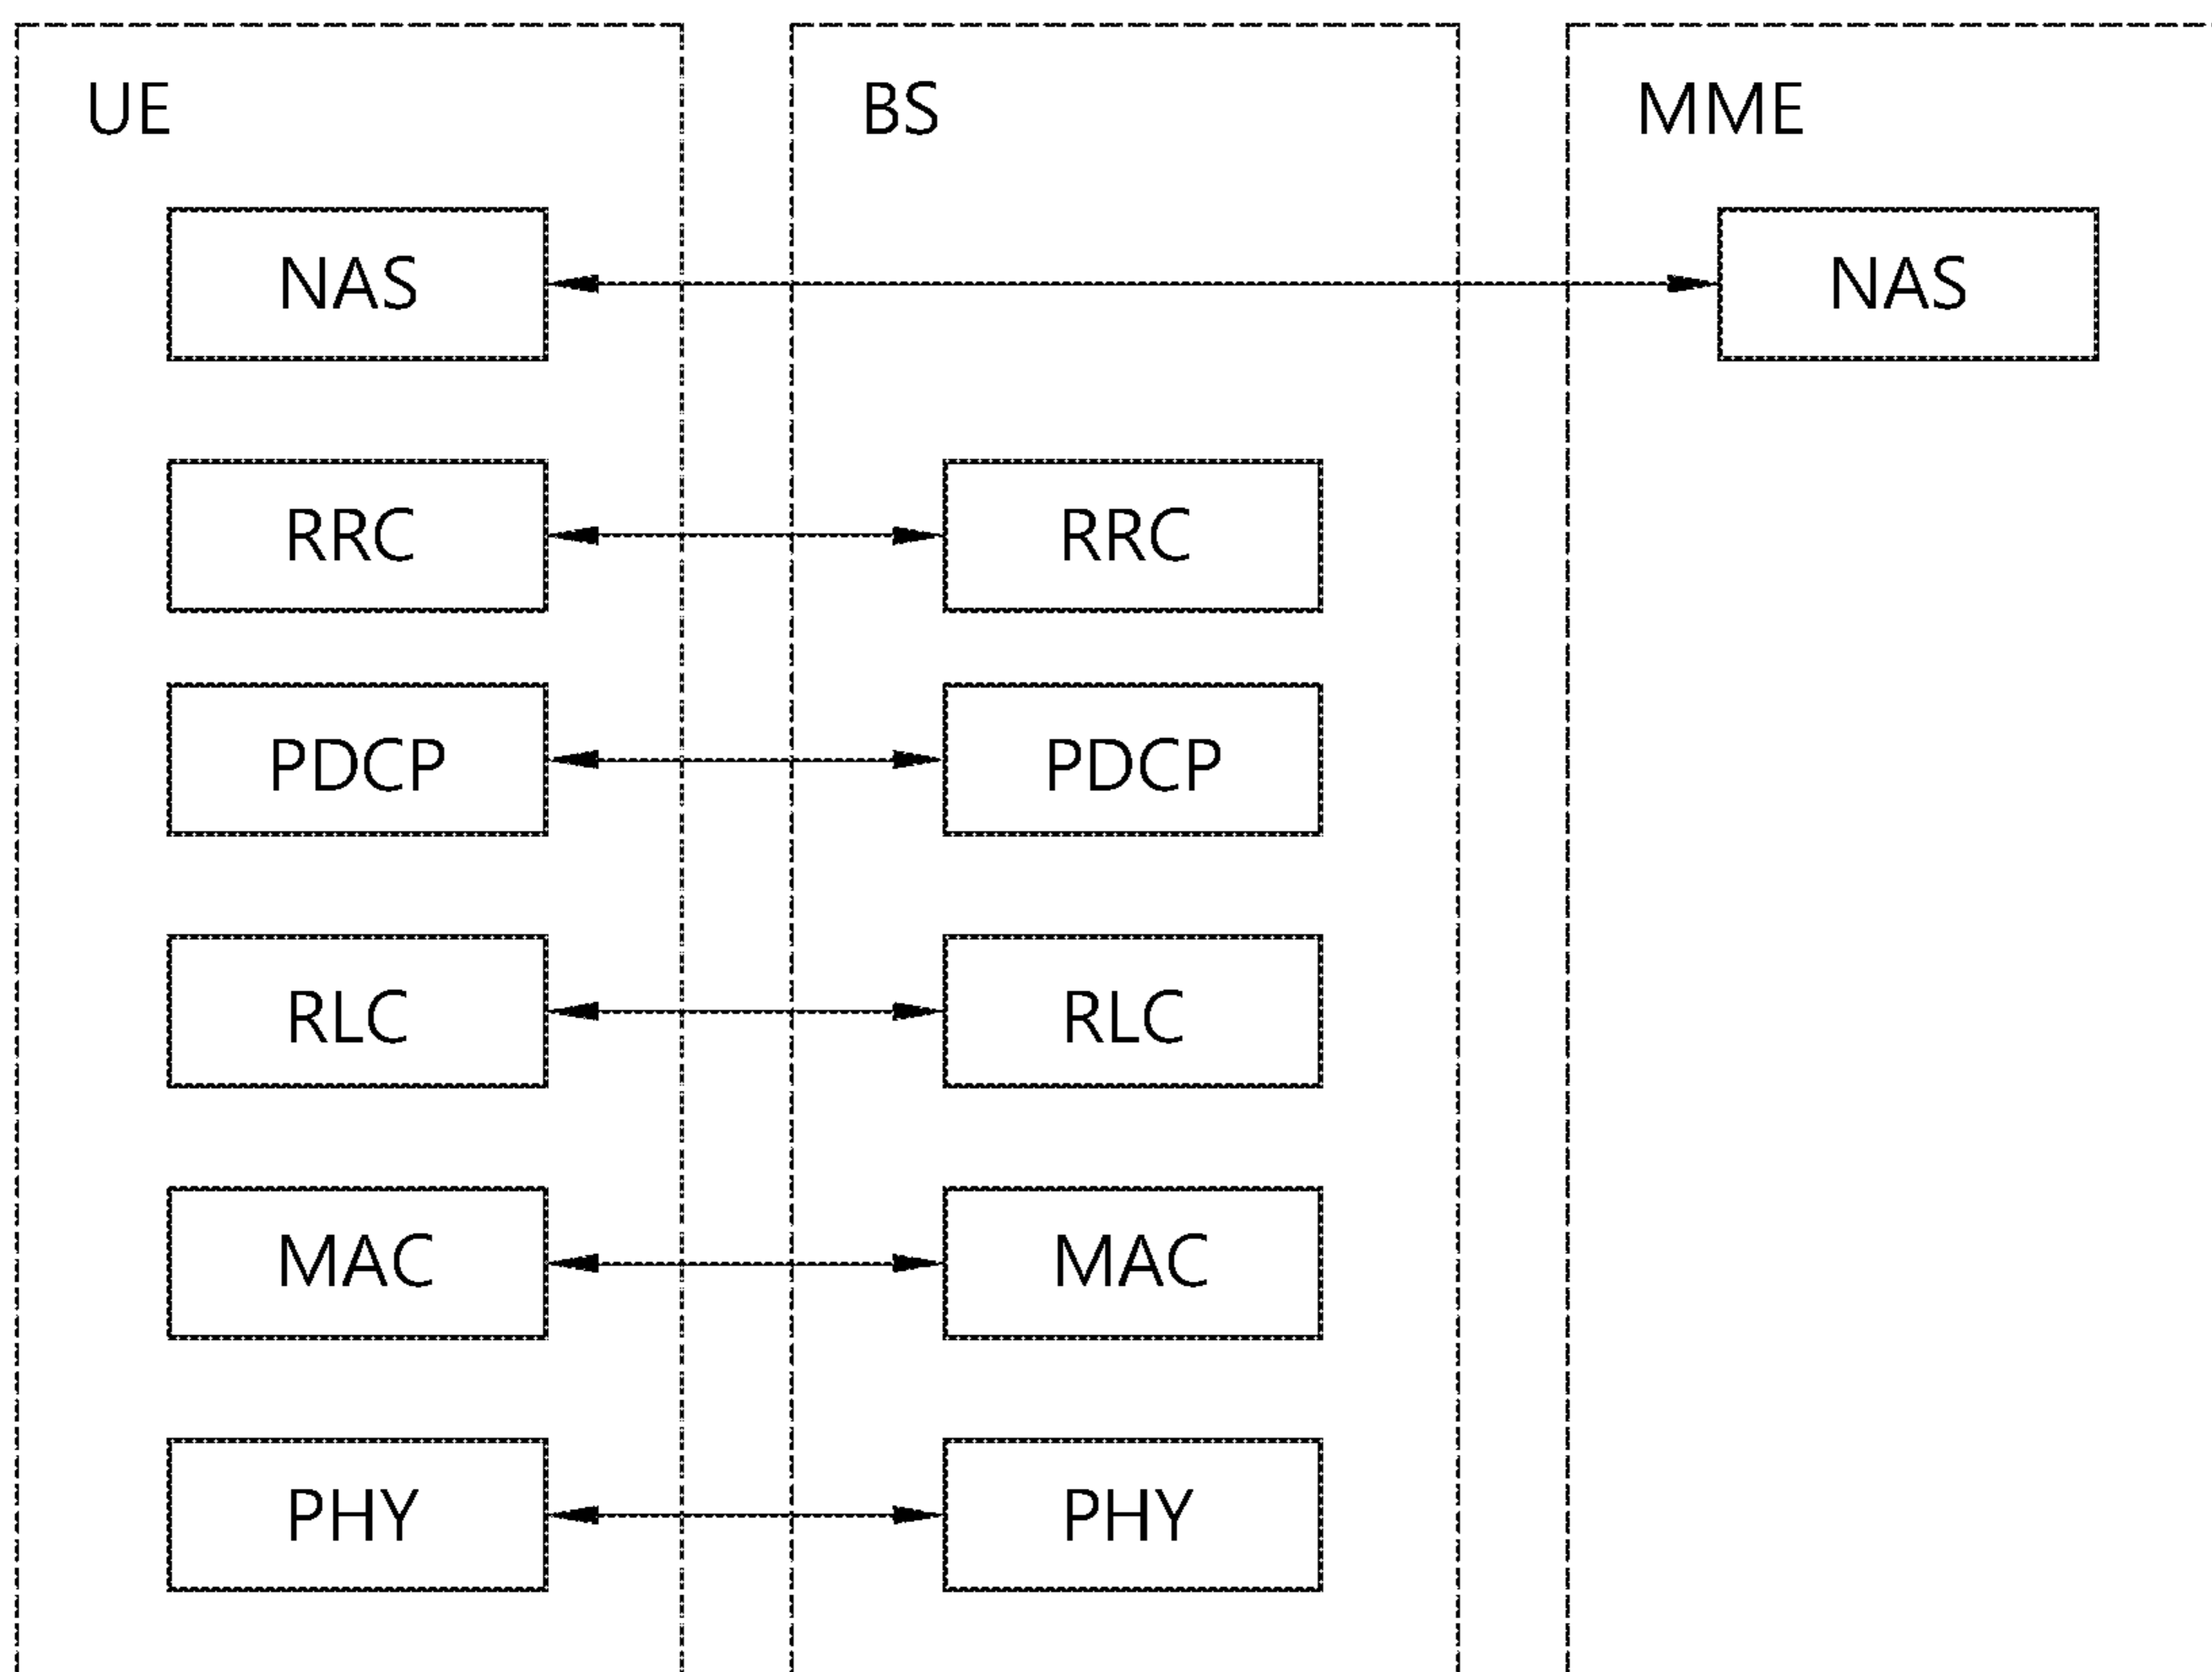 UE
BS
MME
NAS
NAS
RRC
RRC
PDCP
PDCP
RLC
RLC
MAC
MAC
PHY
PHY